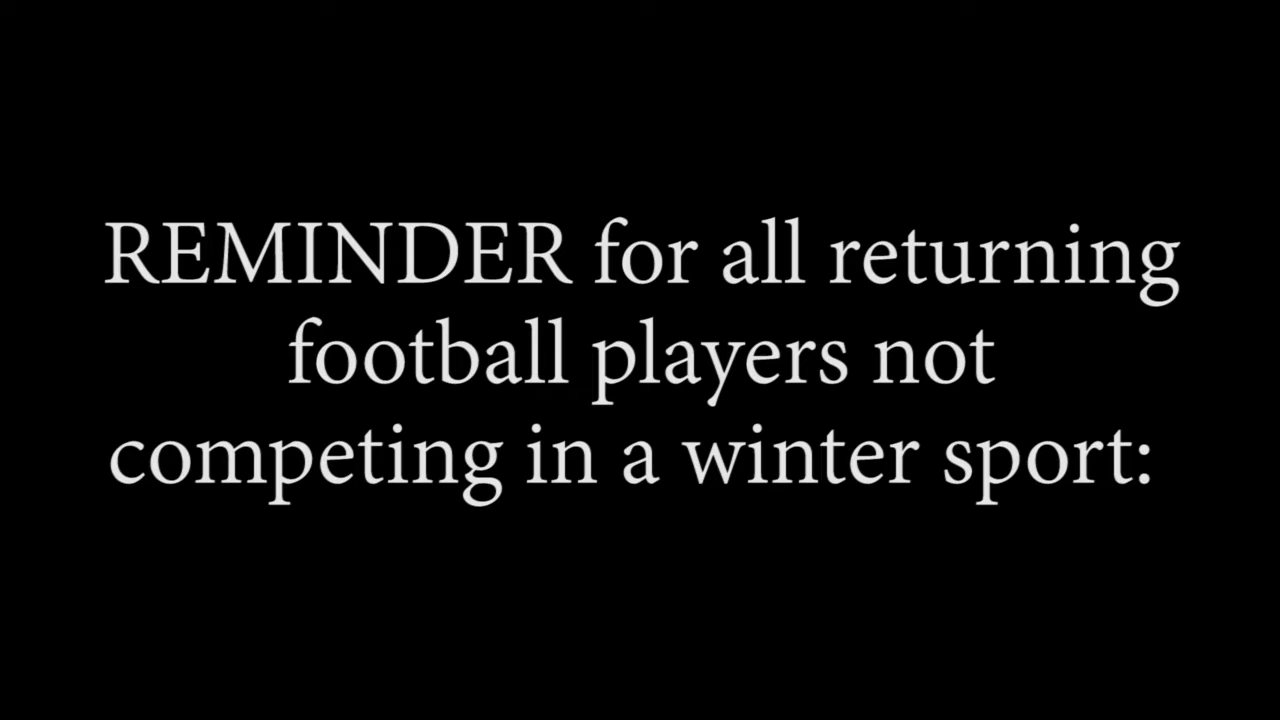 REMINDER for all returning
football players not
competing in a winter sport: